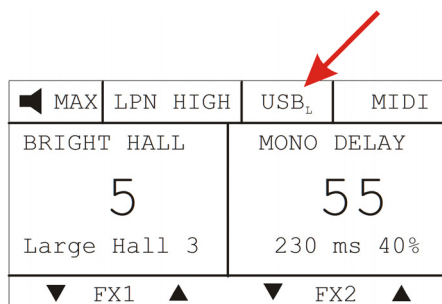 MAX LPN HIGH USBL MIDI
BRIGHT HALL MONO DELAY
5 55
Large Hall 3 230 ms 40%
▼ FX1 ▲ ▼ FX2 ▲